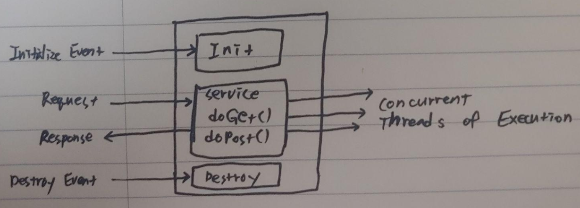 Initialize Event
Init
Request
service
doGet()
doPost()
Response
Concurrent
Threads of Execution
Destroy Event
Destroy